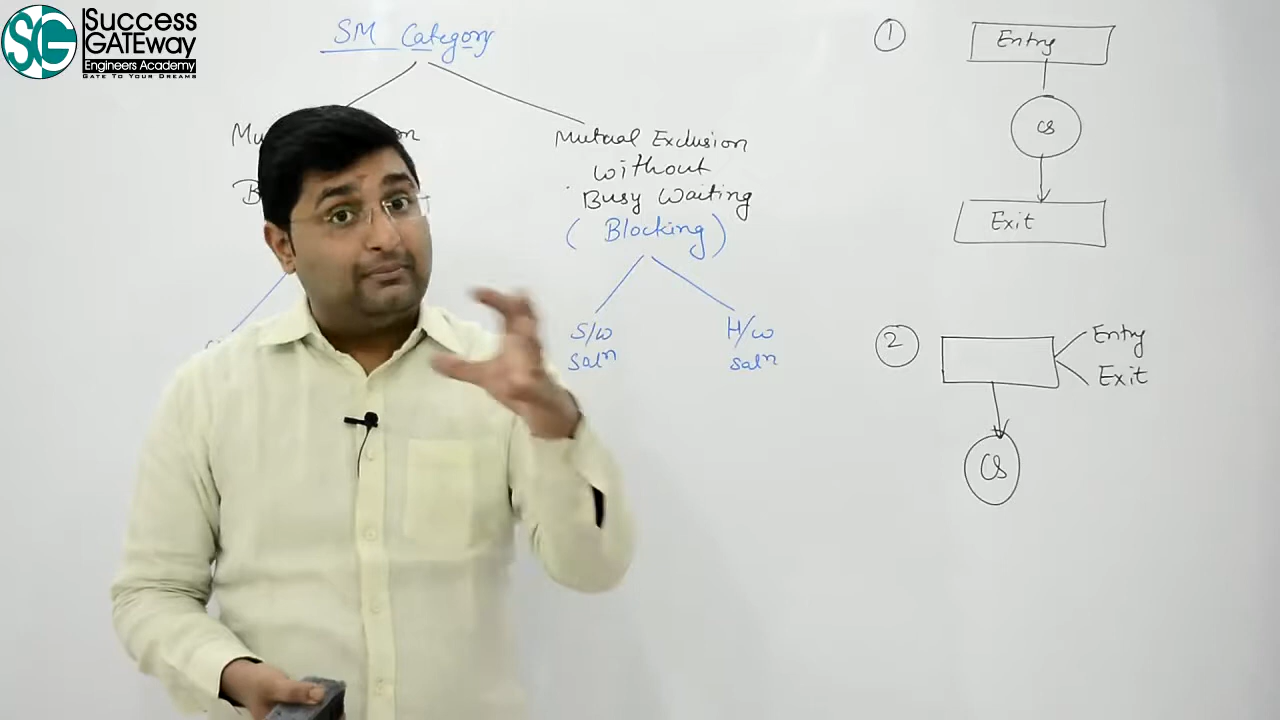 Success
GATEway
Engineers Academy
GATE TO YOUR DREAMS
SG
SM Category
Mutual Exclusion
without
Busy Waiting
(Blocking)
S/w
Solⁿ
H/w
Solⁿ
1
Entry
CS
Exit
2
Entry
Exit
CS